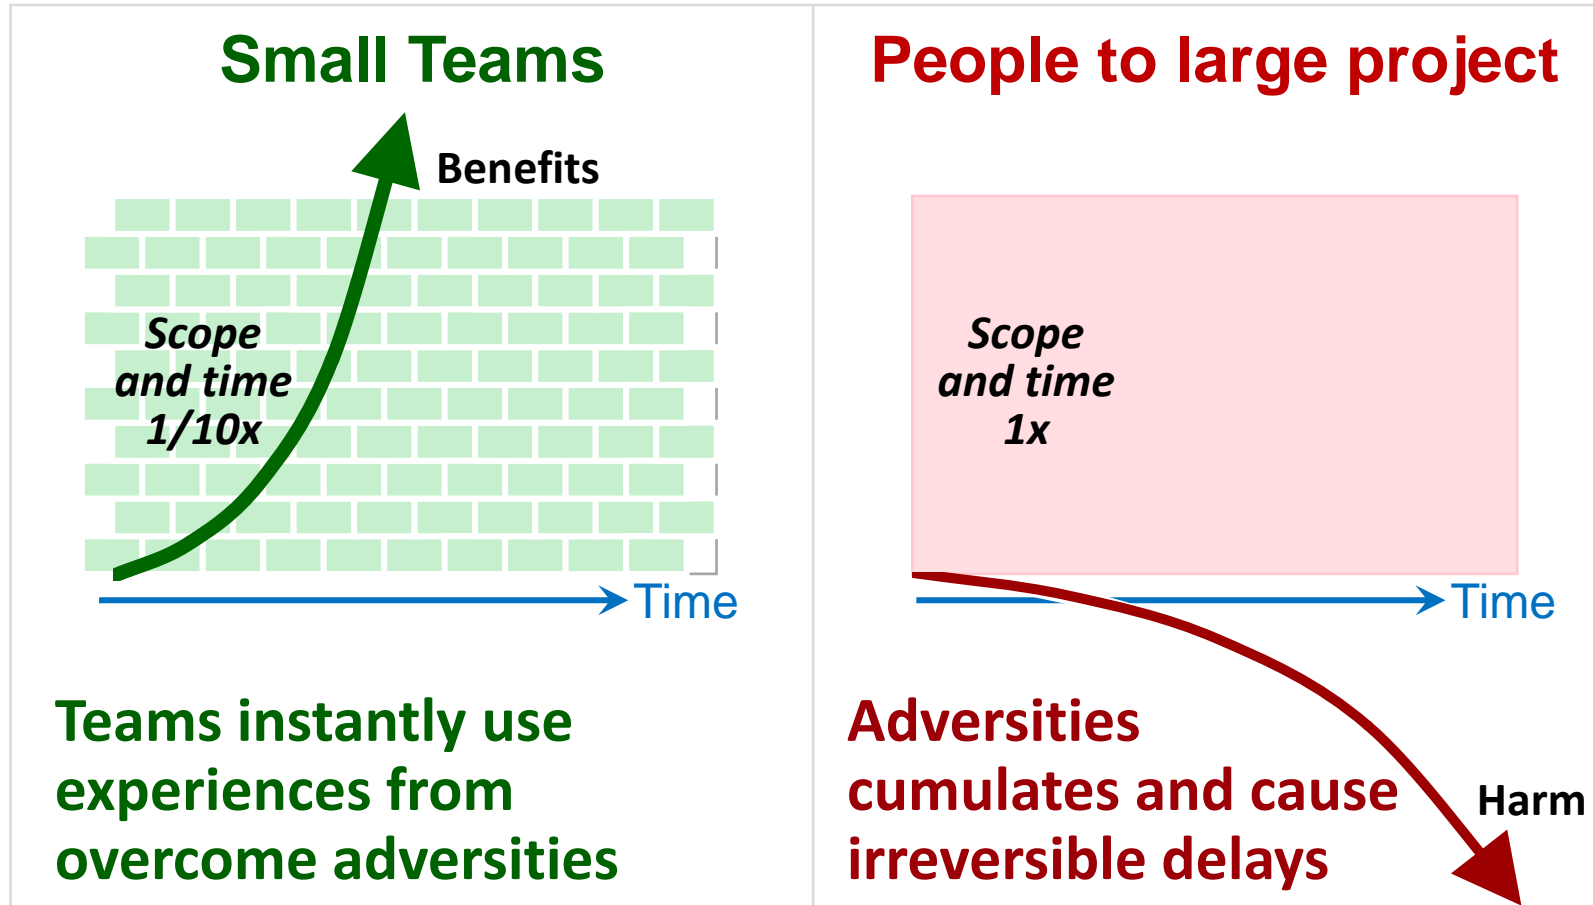 Small Teams
Benefits
Scope
and time
1/10x
Time
Teams instantly use
experiences from
overcome adversities
People to large project
Scope
and time
1x
Time
Adversities
cumulates and cause
irreversible delays
Harm